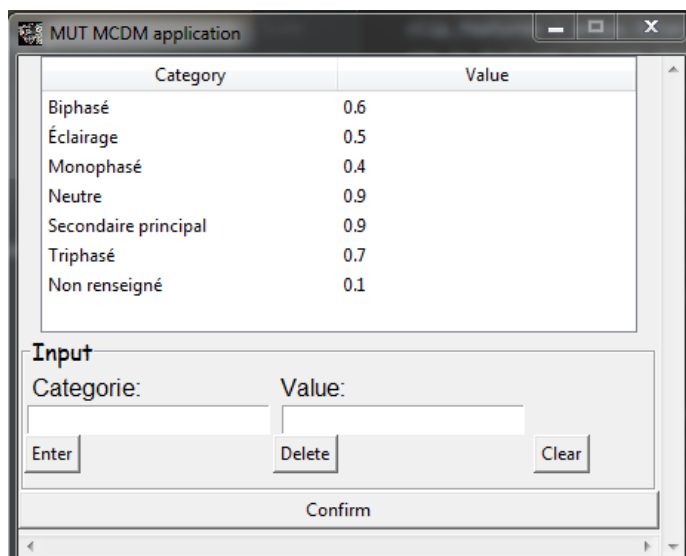 MUT MCDM application
Category Value
Biphasé 0.6
Éclairage 0.5
Monophasé 0.4
Neutre 0.9
Secondaire principal 0.9
Triphasé 0.7
Non renseigné 0.1
Input
Categorie: Value:
Enter Delete Clear
Confirm